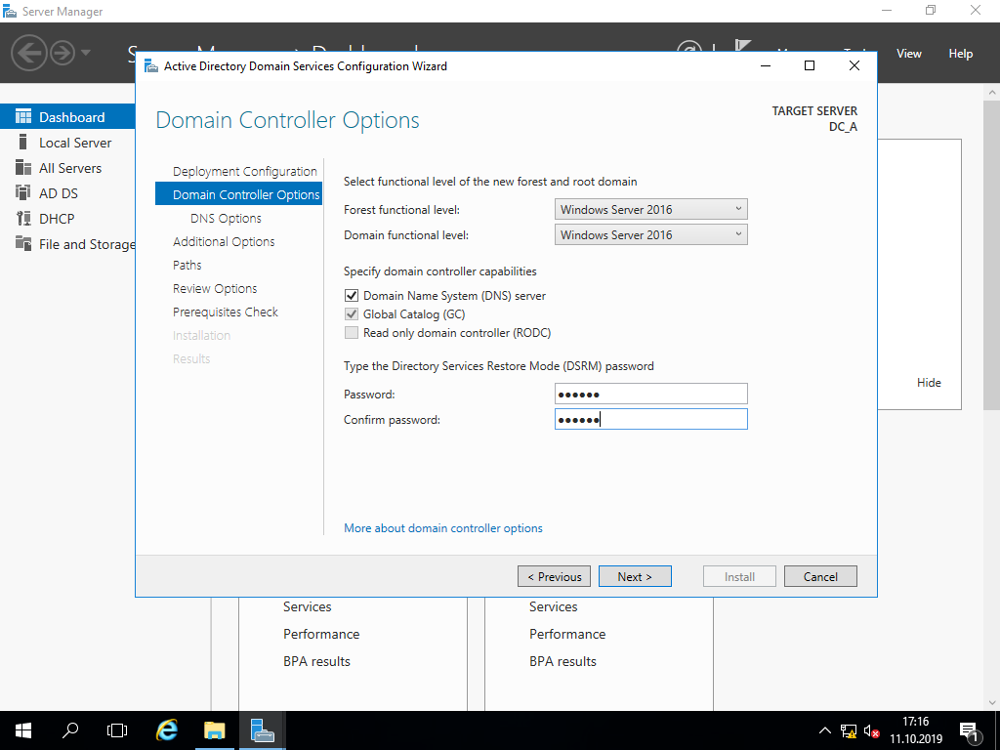 Server Manager
View
Help
Active Directory Domain Services Configuration Wizard
Domain Controller Options
TARGET SERVER
DC_A
Dashboard
Local Server
All Servers
AD DS
DHCP
File and Storage
Deployment Configuration
Domain Controller Options
DNS Options
Additional Options
Paths
Review Options
Prerequisites Check
Installation
Results
Select functional level of the new forest and root domain
Forest functional level:
Windows Server 2016
Domain functional level:
Windows Server 2016
Specify domain controller capabilities
Domain Name System (DNS) server
Global Catalog (GC)
Read only domain controller (RODC)
Type the Directory Services Restore Mode (DSRM) password
Password:
●●●●●●
Confirm password:
●●●●●●
More about domain controller options
< Previous
Next >
Install
Cancel
Hide
Services
Performance
BPA results
Services
Performance
BPA results
17:16
11.10.2019
1